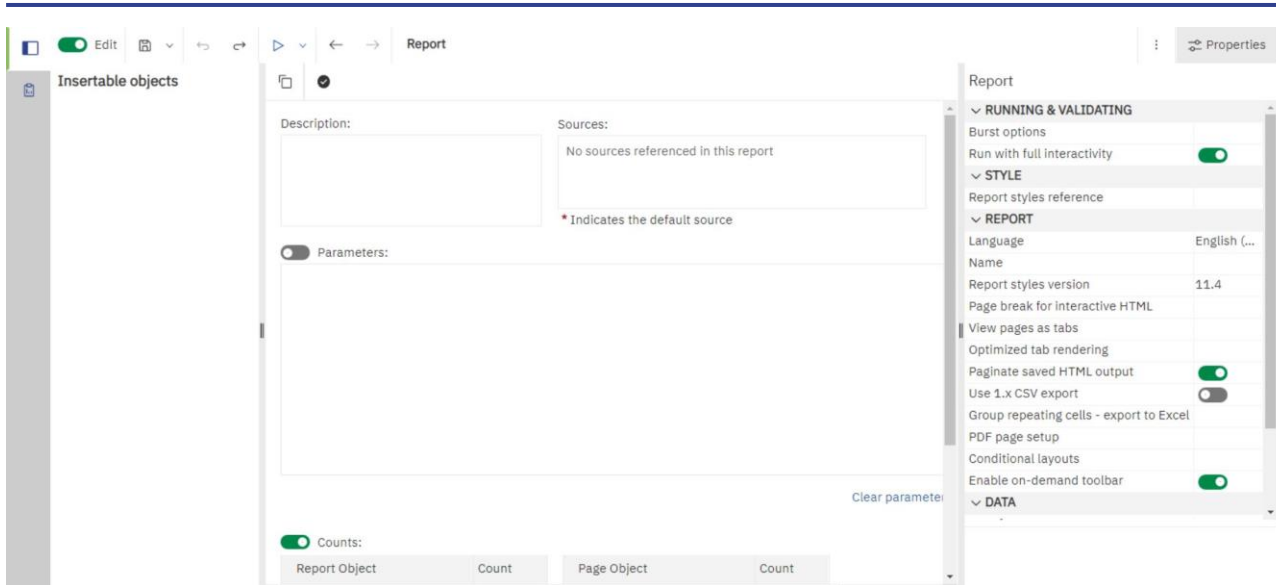 Edit
Report
Properties
Insertable objects
Description:
Sources:
No sources referenced in this report
* Indicates the default source
Parameters:
Clear paramete
Counts:
Report Object Count Page Object Count
Report
RUNNING & VALIDATING
Burst options
Run with full interactivity
STYLE
Report styles reference
REPORT
Language English (...
Name
Report styles version 11.4
Page break for interactive HTML
View pages as tabs
Optimized tab rendering
Paginate saved HTML output
Use 1.x CSV export
Group repeating cells - export to Excel
PDF page setup
Conditional layouts
Enable on-demand toolbar
DATA